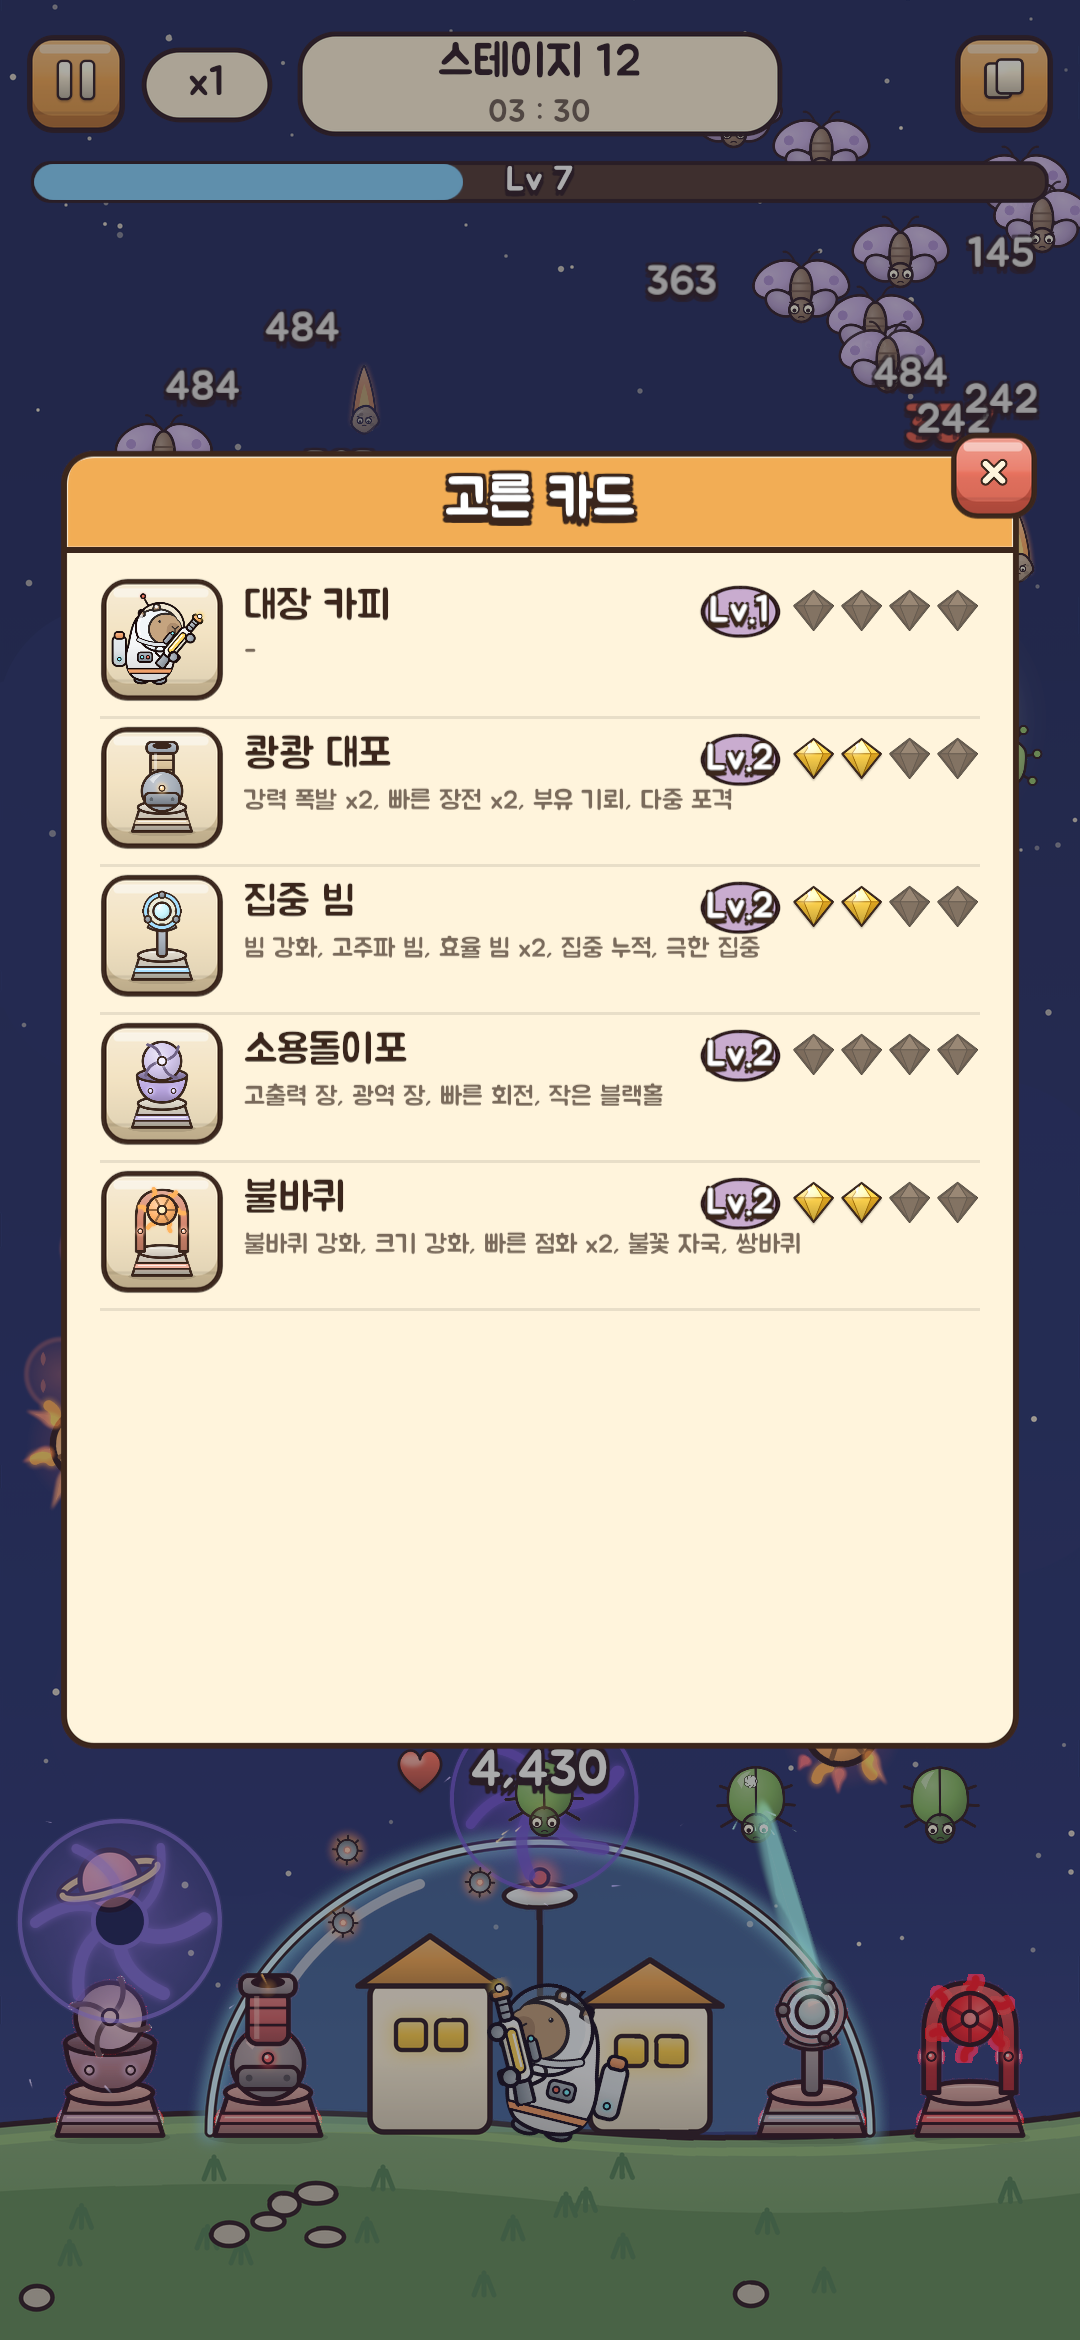 스테이지 12
x1
03 : 30
Lv 7
145
363
484
484
484
242
242
고른 카드
대장 카피
Lv.1
-
쾅쾅 대포
Lv.2
강력 폭발 x2, 빠른 장전 x2, 부유 기뢰, 다중 포격
집중 빔
Lv.2
빔 강화, 고주파 빔, 효율 빔 x2, 집중 누적, 극한 집중
소용돌이포
Lv.2
고출력 장, 광역 장, 빠른 회전, 작은 블랙홀
불바퀴
Lv.2
불바퀴 강화, 크기 강화, 빠른 점화 x2, 불꽃 자국, 쌍바퀴
4,430